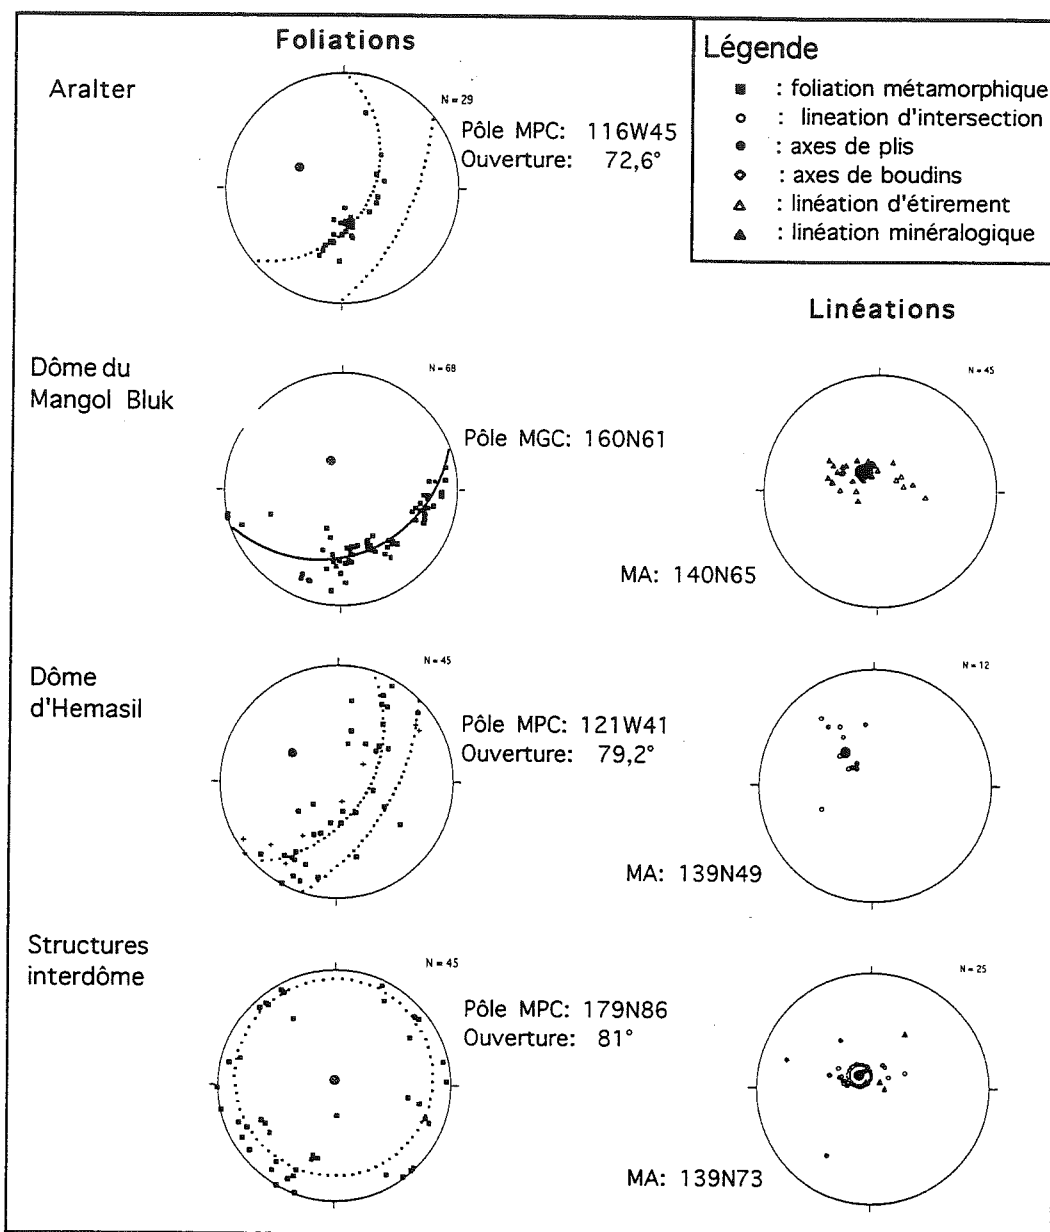 Foliations
Aralter
N = 29
Pôle MPC: 116W45
Ouverture: 72,6°
Légende
: foliation métamorphique
: lineation d'intersection
: axes de plis
: axes de boudins
: linéation d'étirement
: linéation minéralogique
Linéations
Dôme du
Mangol Bluk
N = 68
Pôle MGC: 160N61
N = 45
MA: 140N65
Dôme
d'Hemasil
N = 45
Pôle MPC: 121W41
Ouverture: 79,2°
N = 12
MA: 139N49
Structures
interdôme
N = 45
Pôle MPC: 179N86
Ouverture: 81°
N = 25
MA: 139N73